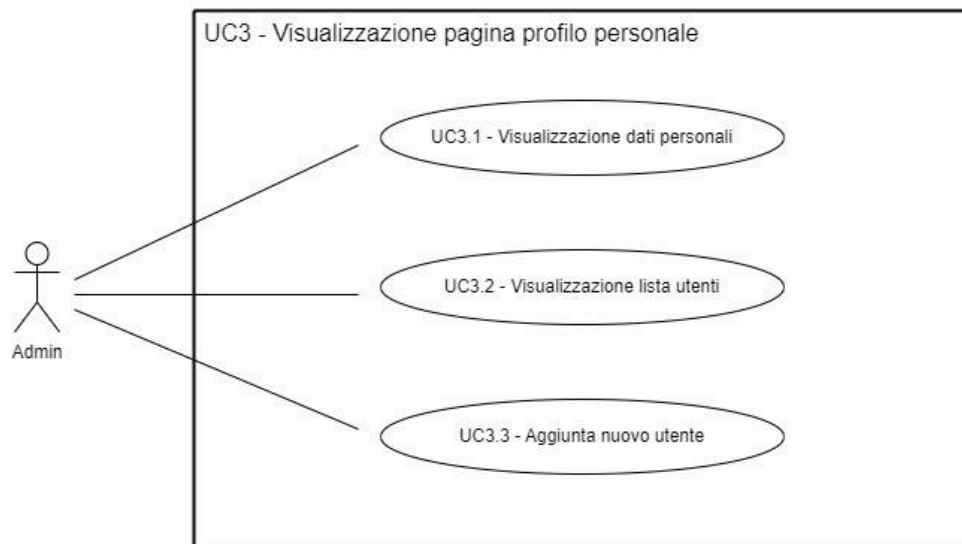 UC3 - Visualizzazione pagina profilo personale
UC3.1 - Visualizzazione dati personali
UC3.2 - Visualizzazione lista utenti
Admin
UC3.3 - Aggiunta nuovo utente